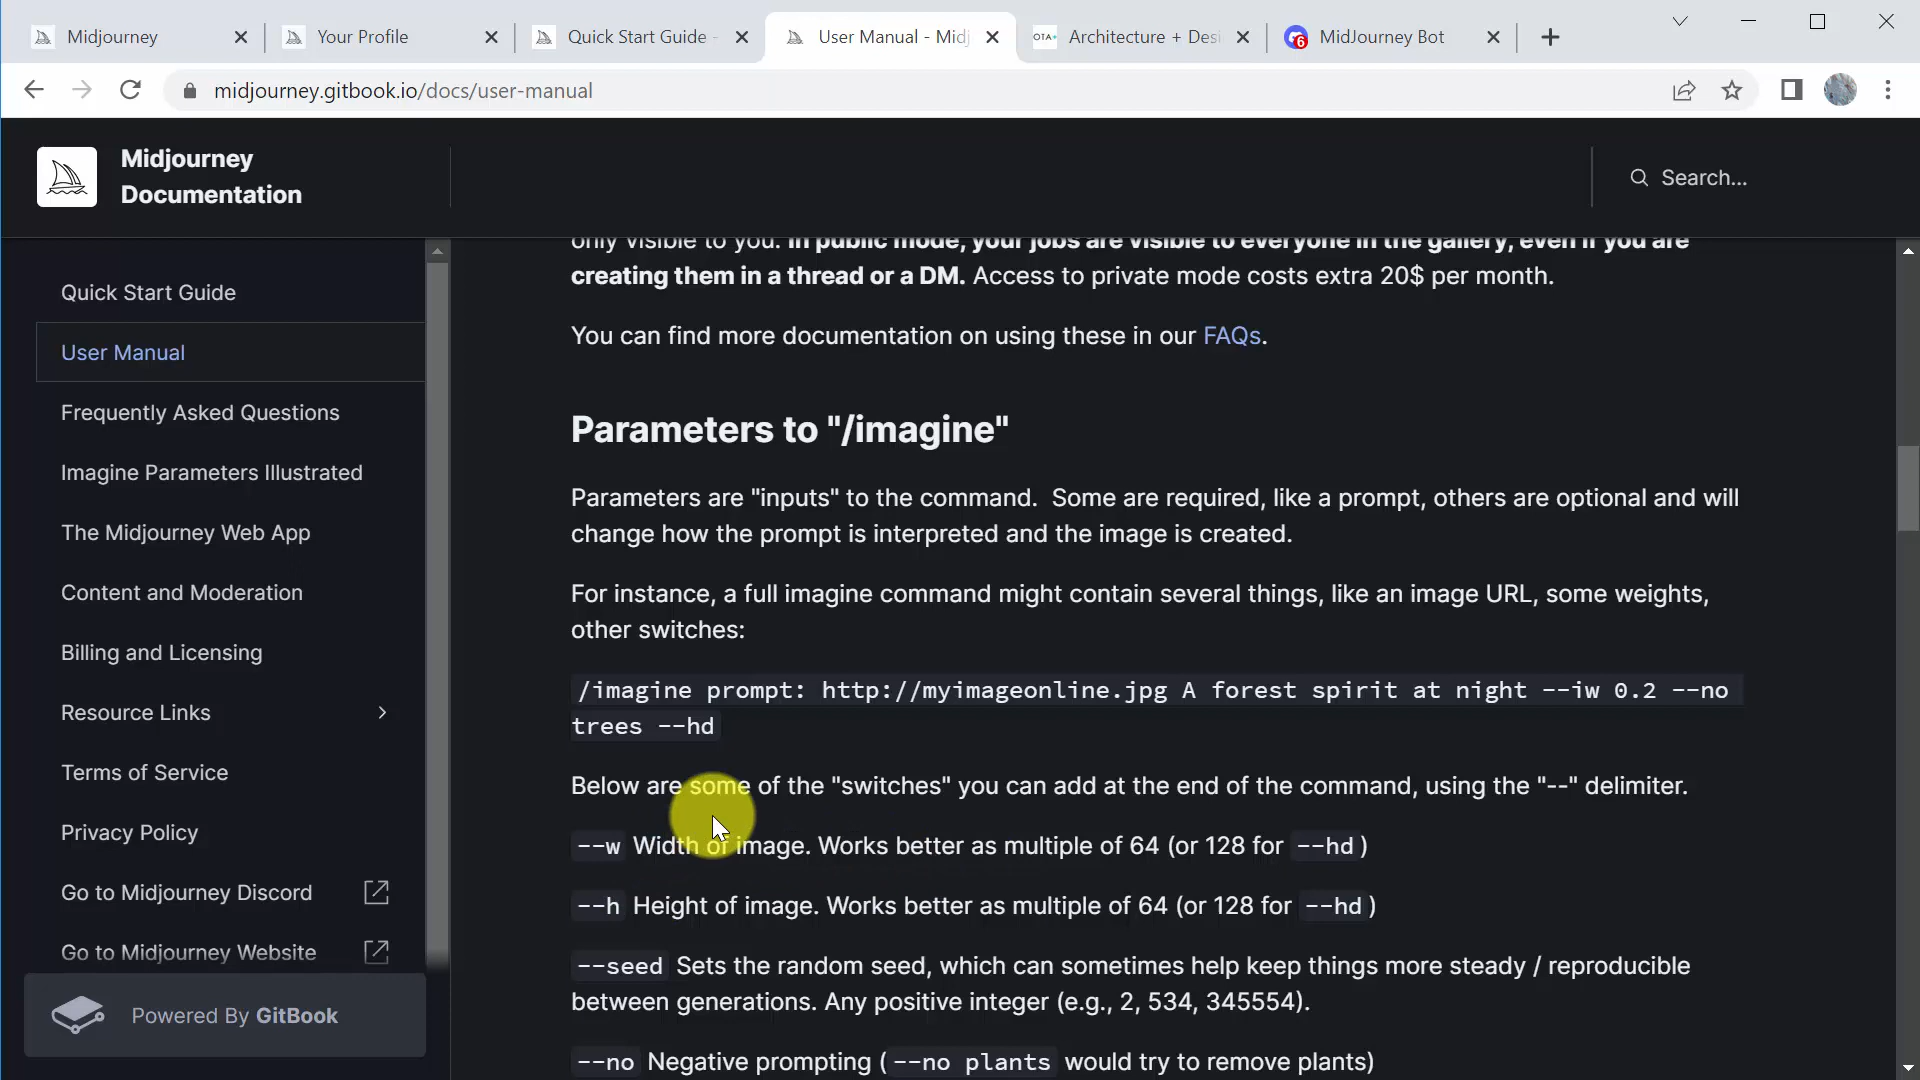 Midjourney
Your Profile
Quick Start Guide -
User Manual - Mid
OTA+ Architecture + Desi
6 MidJourney Bot
midjourney.gitbook.io/docs/user-manual
Midjourney
Documentation
Search...
Quick Start Guide
User Manual
Frequently Asked Questions
Imagine Parameters Illustrated
The Midjourney Web App
Content and Moderation
Billing and Licensing
Resource Links
Terms of Service
Privacy Policy
Go to Midjourney Discord
Go to Midjourney Website
Powered By GitBook
only visible to you. In public mode, your jobs are visible to everyone in the gallery, even if you are
creating them in a thread or a DM. Access to private mode costs extra 20$ per month.
You can find more documentation on using these in our FAQs.
Parameters to "/imagine"
Parameters are "inputs" to the command. Some are required, like a prompt, others are optional and will
change how the prompt is interpreted and the image is created.
For instance, a full imagine command might contain several things, like an image URL, some weights,
other switches:
/imagine prompt: http://myimageonline.jpg A forest spirit at night --iw 0.2 --no
trees --hd
Below are some of the "switches" you can add at the end of the command, using the "--" delimiter.
--w Width of image. Works better as multiple of 64 (or 128 for --hd)
--h Height of image. Works better as multiple of 64 (or 128 for --hd)
--seed Sets the random seed, which can sometimes help keep things more steady / reproducible
between generations. Any positive integer (e.g., 2, 534, 345554).
--no Negative prompting (--no plants would try to remove plants)